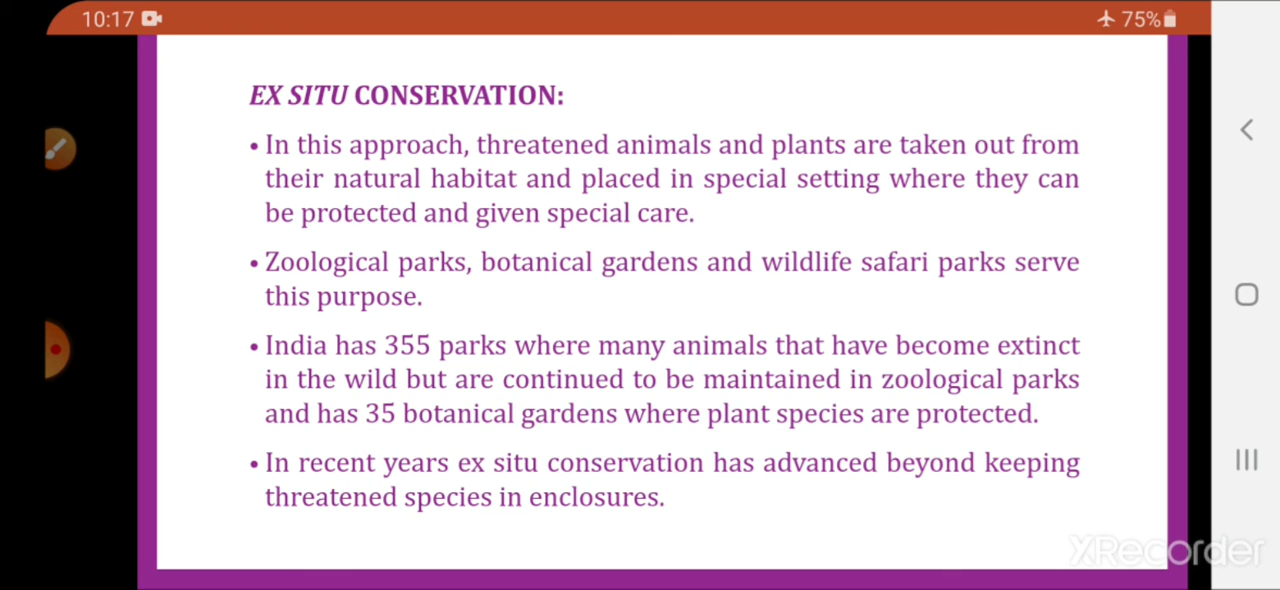 10:17
75%
EX SITU CONSERVATION:
• In this approach, threatened animals and plants are taken out from
their natural habitat and placed in special setting where they can
be protected and given special care.
• Zoological parks, botanical gardens and wildlife safari parks serve
this purpose.
• India has 355 parks where many animals that have become extinct
in the wild but are continued to be maintained in zoological parks
and has 35 botanical gardens where plant species are protected.
• In recent years ex situ conservation has advanced beyond keeping
threatened species in enclosures.
XRecorder